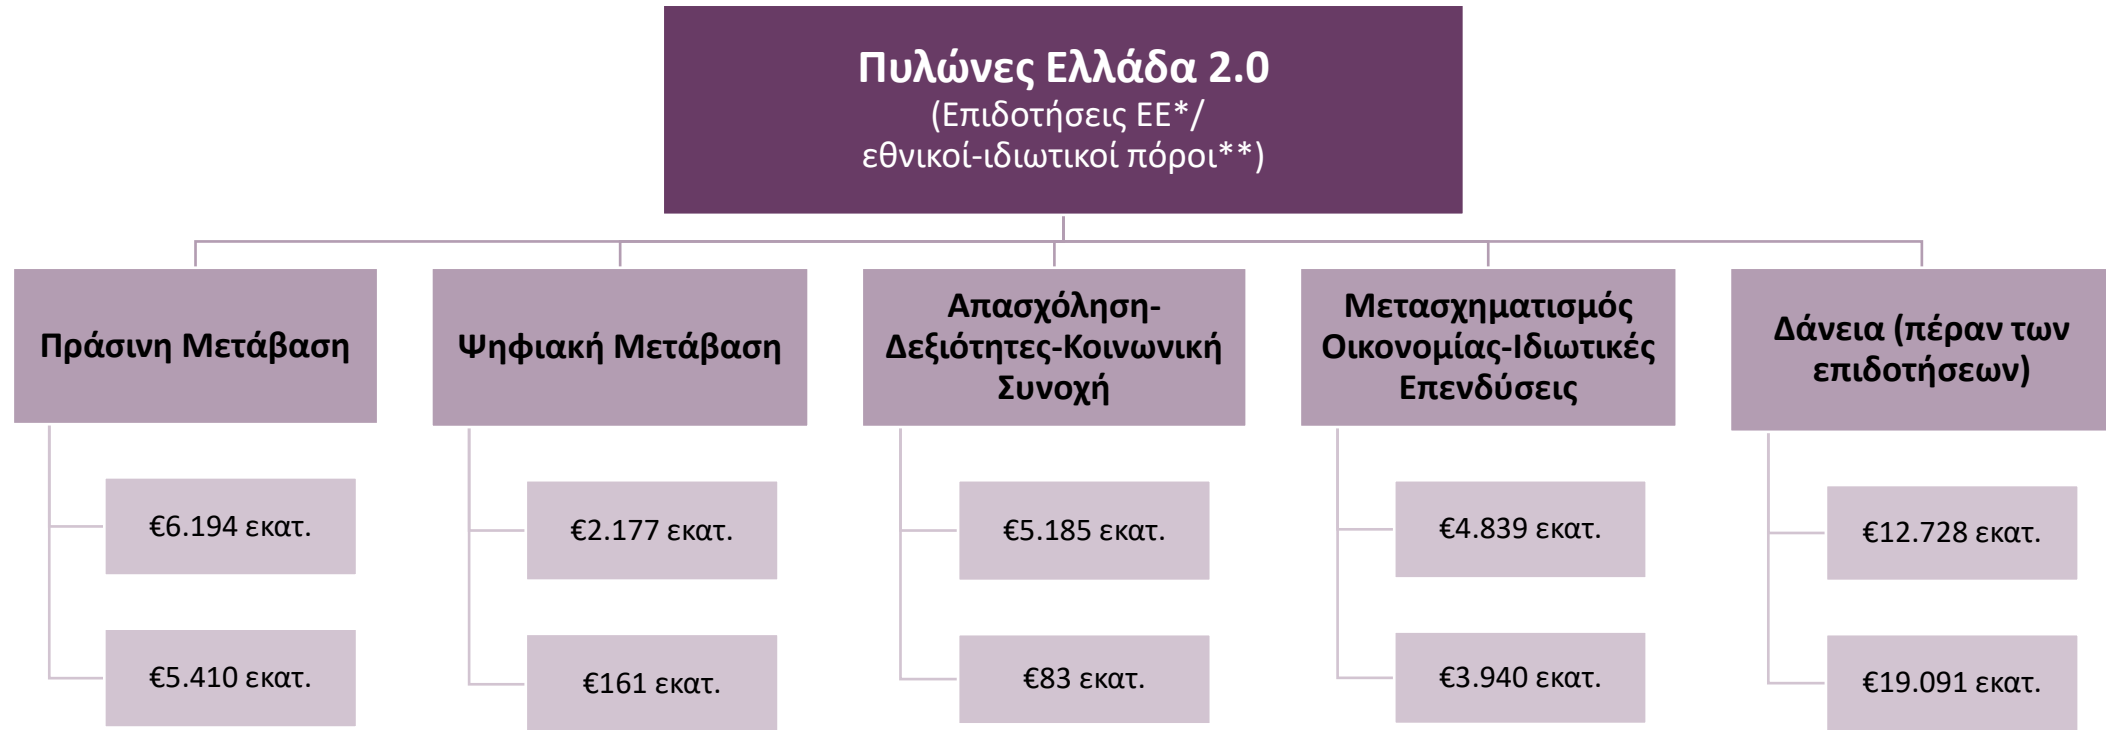 Πυλώνες Ελλάδα 2.0
(Επιδοτήσεις ΕΕ*/
εθνικοί-ιδιωτικοί πόροι**)
Πράσινη Μετάβαση
Ψηφιακή Μετάβαση
Απασχόληση-
Δεξιότητες-Κοινωνική
Συνοχή
Μετασχηματισμός
Οικονομίας-Ιδιωτικές
Επενδύσεις
Δάνεια (πέραν των
επιδοτήσεων)
€6.194 εκατ.
€2.177 εκατ.
€5.185 εκατ.
€4.839 εκατ.
€12.728 εκατ.
€5.410 εκατ.
€161 εκατ.
€83 εκατ.
€3.940 εκατ.
€19.091 εκατ.